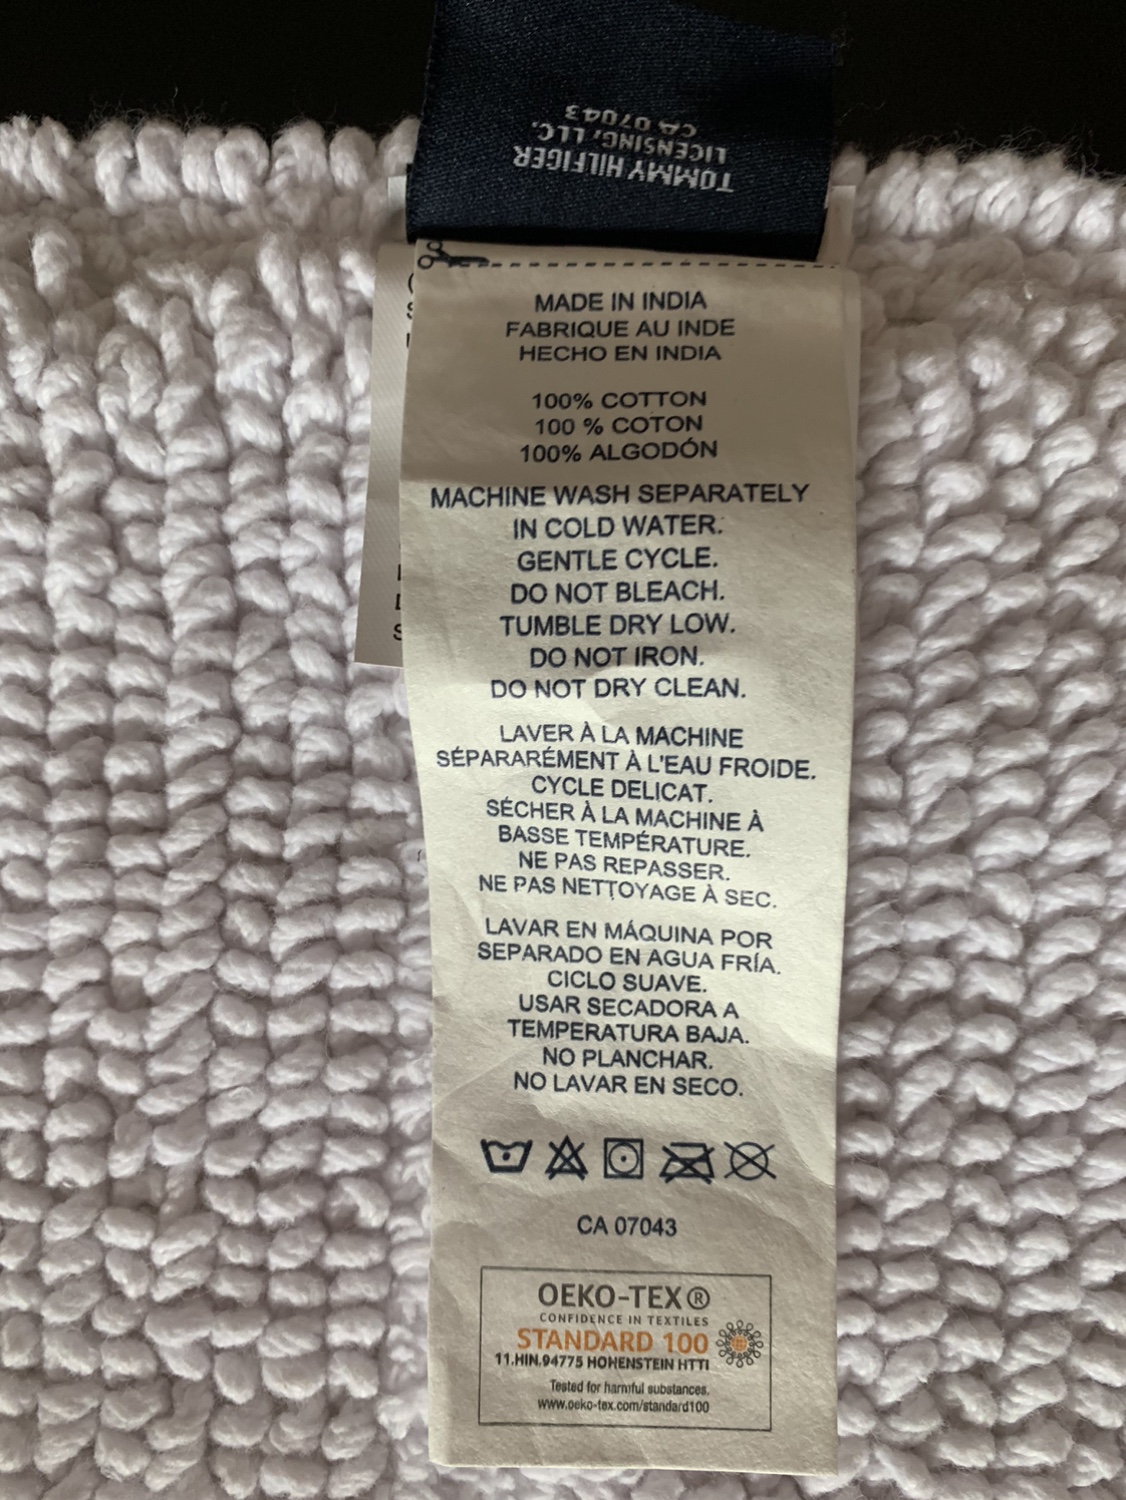 TOMMY HILFIGER
LICENSING, LLC.
CA 07043
MADE IN INDIA
FABRIQUE AU INDE
HECHO EN INDIA
100% COTTON
100 % COTON
100% ALGODÓN
MACHINE WASH SEPARATELY
IN COLD WATER.
GENTLE CYCLE.
DO NOT BLEACH.
TUMBLE DRY LOW.
DO NOT IRON.
DO NOT DRY CLEAN.
LAVER À LA MACHINE
SÉPARARÉMENT À L'EAU FROIDE.
CYCLE DELICAT.
SÉCHER À LA MACHINE À
BASSE TEMPÉRATURE.
NE PAS REPASSER.
NE PAS NETTOYAGE À SEC.
LAVAR EN MÁQUINA POR
SEPARADO EN AGUA FRÍA.
CICLO SUAVE.
USAR SECADORA A
TEMPERATURA BAJA.
NO PLANCHAR.
NO LAVAR EN SECO.
CA 07043
OEKO-TEX®
CONFIDENCE IN TEXTILES
STANDARD 100
11.HIN.94775 HOHENSTEIN HTTI
Tested for harmful substances.
www.oeko-tex.com/standard100